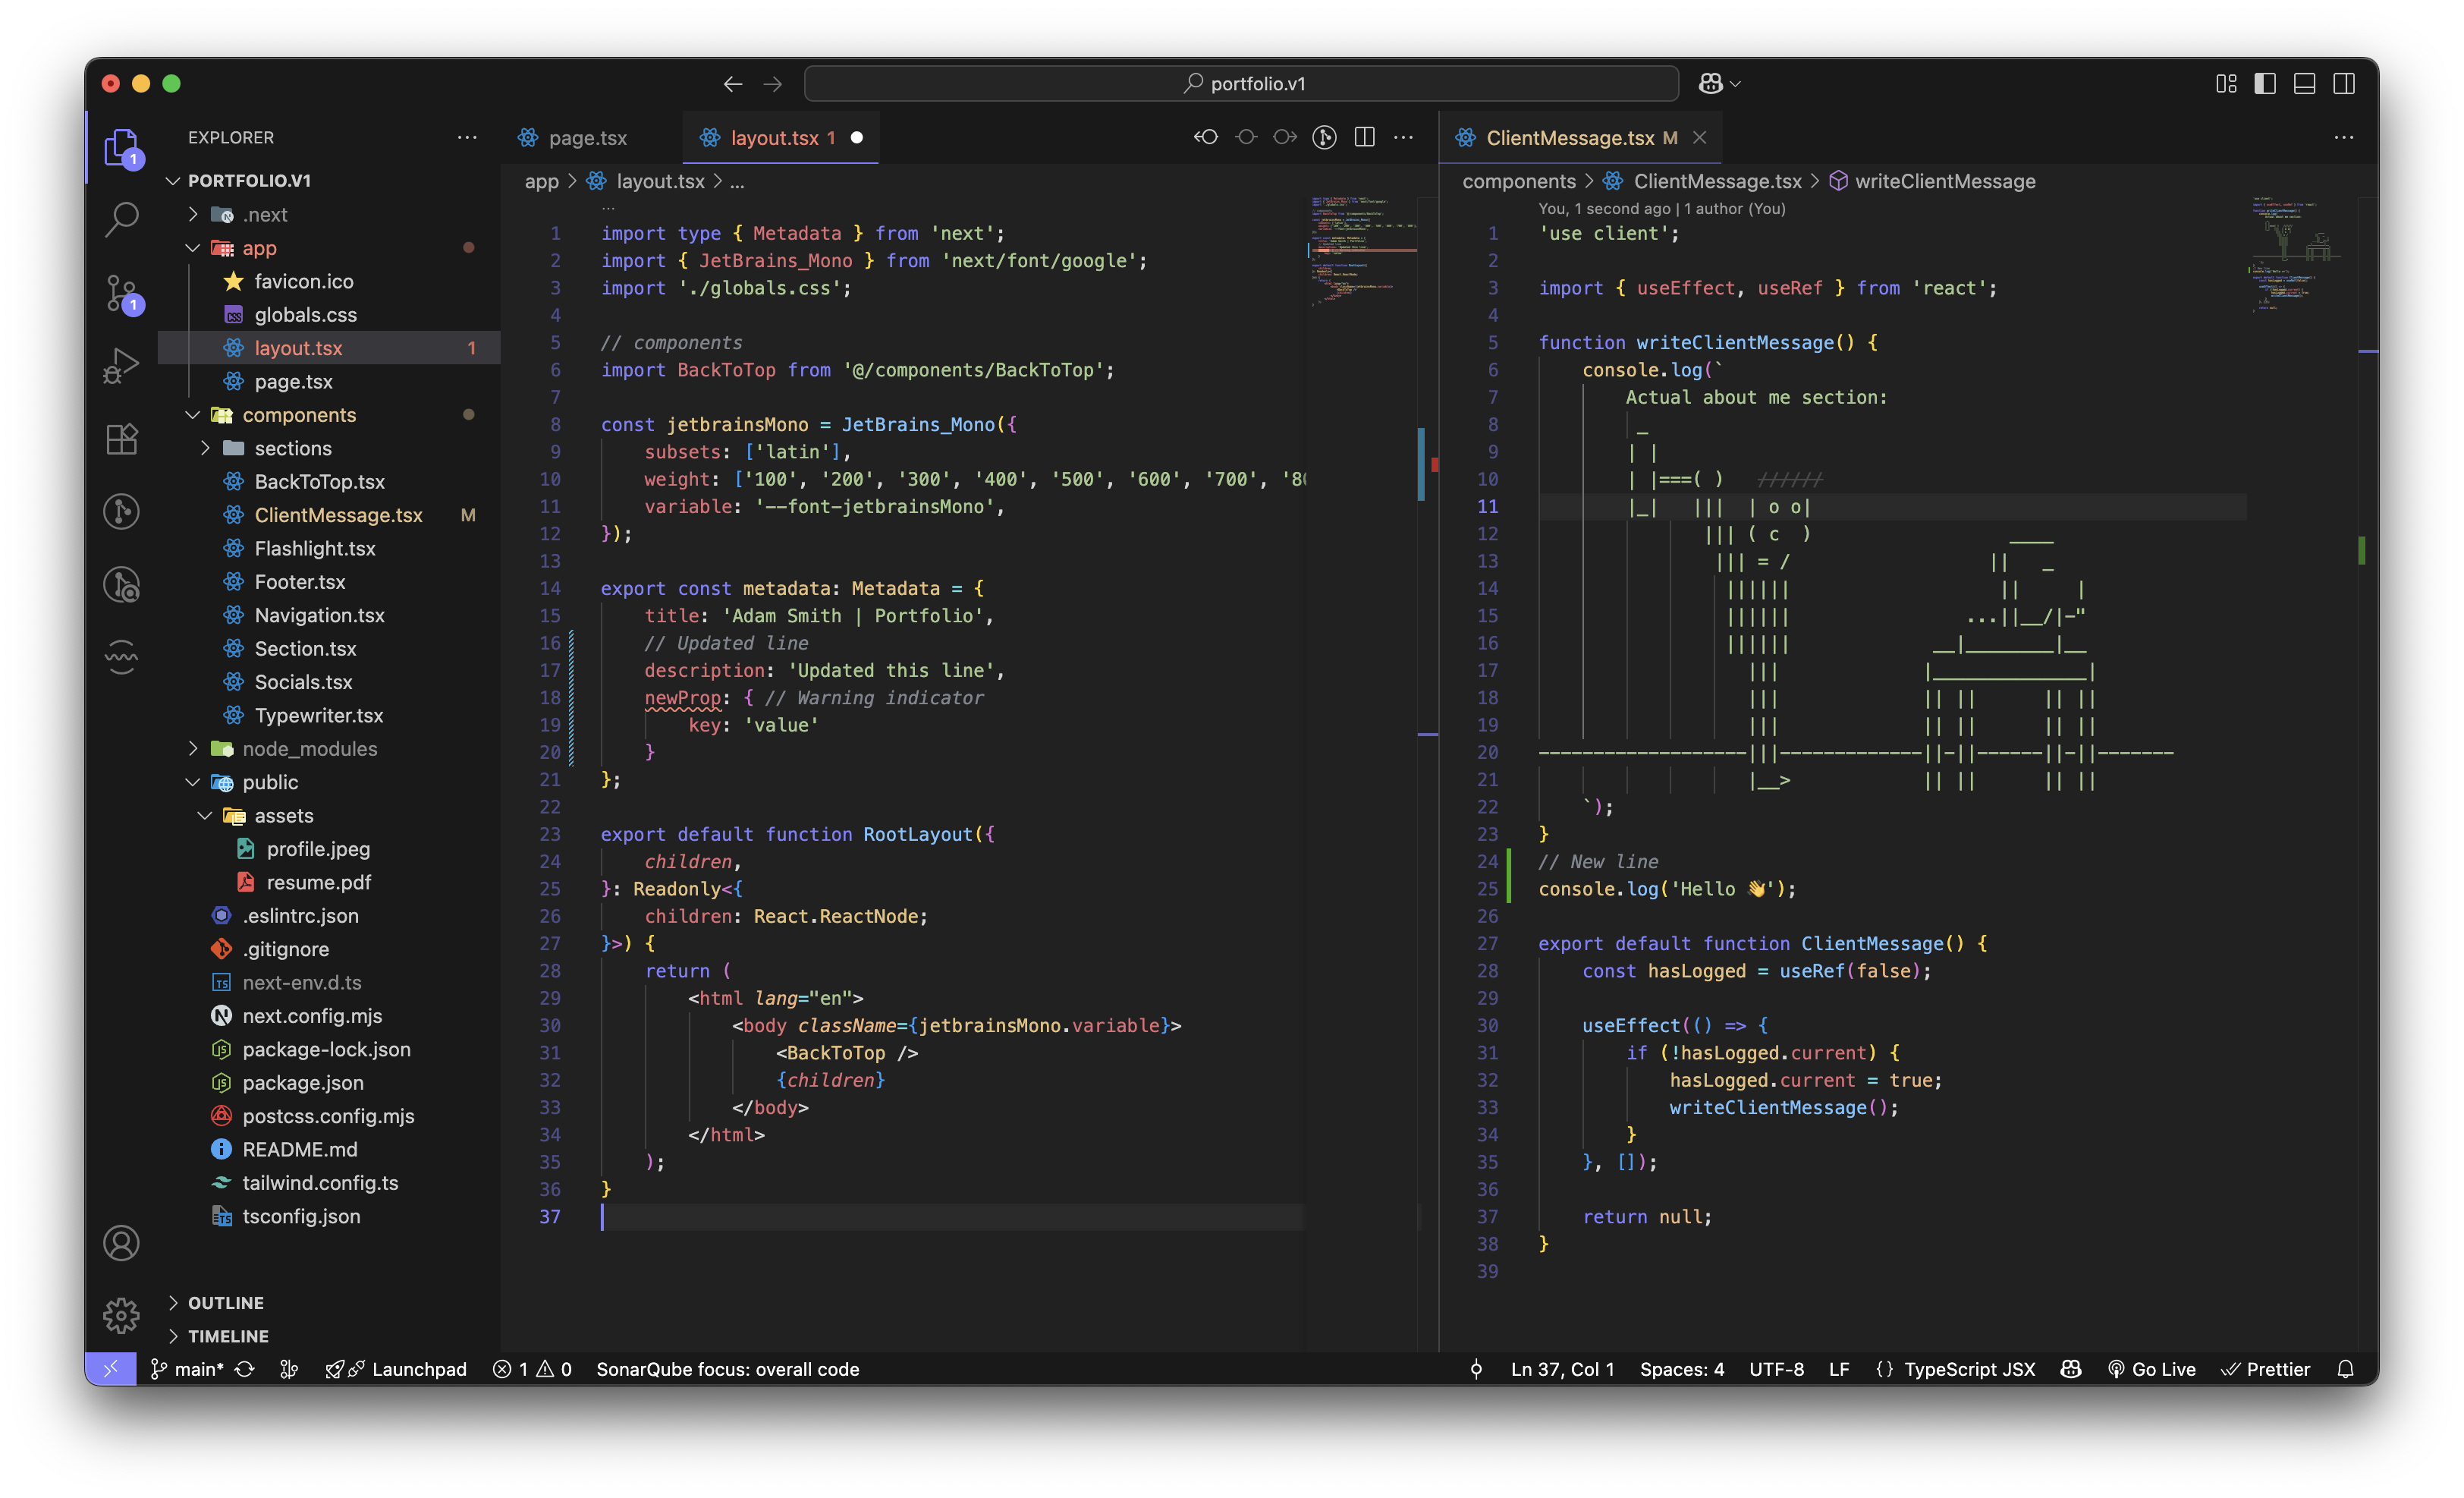 portfolio.v1
EXPLORER
PORTFOLIO.V1
.next
app
favicon.ico
globals.css
layout.tsx 1
page.tsx
components
sections
BackToTop.tsx
ClientMessage.tsx M
Flashlight.tsx
Footer.tsx
Navigation.tsx
Section.tsx
Socials.tsx
Typewriter.tsx
node_modules
public
assets
profile.jpeg
resume.pdf
.eslintrc.json
.gitignore
next-env.d.ts
next.config.mjs
package-lock.json
package.json
postcss.config.mjs
README.md
tailwind.config.ts
tsconfig.json
OUTLINE
TIMELINE
page.tsx
layout.tsx 1
app > layout.tsx > ...
1 import type { Metadata } from 'next';
2 import { JetBrains_Mono } from 'next/font/google';
3 import './globals.css';
4
5 // components
6 import BackToTop from '@/components/BackToTop';
7
8 const jetbrainsMono = JetBrains_Mono({
9     subsets: ['latin'],
10     weight: ['100', '200', '300', '400', '500', '600', '700', '80
11     variable: '--font-jetbrainsMono',
12 });
13
14 export const metadata: Metadata = {
15     title: 'Adam Smith | Portfolio',
16     // Updated line
17     description: 'Updated this line',
18     newProp: { // Warning indicator
19         key: 'value'
20     }
21 };
22
23 export default function RootLayout({
24     children,
25 }: Readonly<{
26     children: React.ReactNode;
27 }>) {
28     return (
29         <html lang="en">
30             <body className={jetbrainsMono.variable}>
31                 <BackToTop />
32                 {children}
33             </body>
34         </html>
35     );
36 }
37
ClientMessage.tsx M
components > ClientMessage.tsx > writeClientMessage
You, 1 second ago | 1 author (You)
1 'use client';
2
3 import { useEffect, useRef } from 'react';
4
5 function writeClientMessage() {
6     console.log(`
7         Actual about me section:
8          _
9         | |
10         | |===( )   //////
11         |_|   |||  | o o|
12                ||| ( c  )                  ____
13                 ||| = /                  ||   _
14                  ||||||                   ||     |
15                  ||||||                ...||__/|-"
16                  ||||||             __|________|__
17                    |||             |______________|
18                    |||             || ||      || ||
19                    |||             || ||      || ||
20 -------------------|||-------------||-||------||-||-------
21                    |__>            || ||      || ||
22     `);
23 }
24 // New line
25 console.log('Hello 👋');
26
27 export default function ClientMessage() {
28     const hasLogged = useRef(false);
29
30     useEffect(() => {
31         if (!hasLogged.current) {
32             hasLogged.current = true;
33             writeClientMessage();
34         }
35     }, []);
36
37     return null;
38 }
39
main* Launchpad 1 0 SonarQube focus: overall code Ln 37, Col 1 Spaces: 4 UTF-8 LF {} TypeScript JSX Go Live Prettier